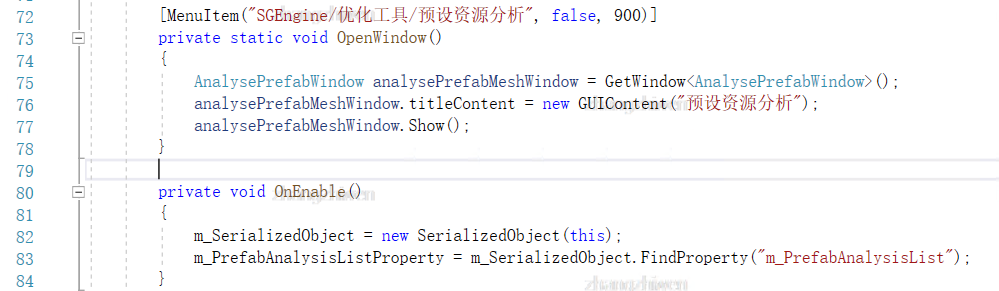 72 [MenuItem("SGEngine/优化工具/预设资源分析", false, 900)]
73 private static void OpenWindow()
74 {
75 AnalysePrefabWindow analysePrefabMeshWindow = GetWindow<AnalysePrefabWindow>();
76 analysePrefabMeshWindow.titleContent = new GUIContent("预设资源分析");
77 analysePrefabMeshWindow.Show();
78 }
79
80 private void OnEnable()
81 {
82 m_SerializedObject = new SerializedObject(this);
83 m_PrefabAnalysisListProperty = m_SerializedObject.FindProperty("m_PrefabAnalysisList");
84 }